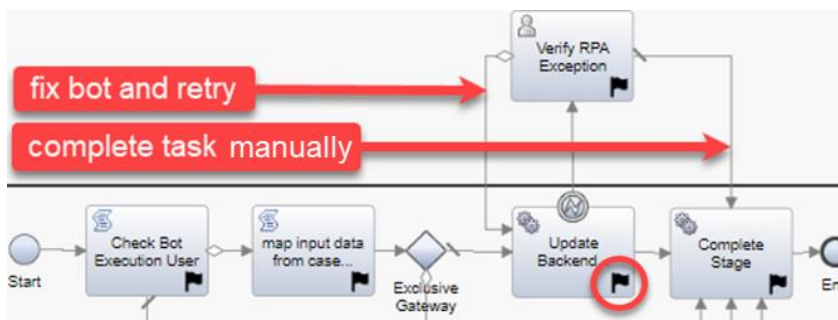 Verify RPA
Exception
fix bot and retry
complete task manually
Start
Check Bot
Execution User
map input data
from case...
Exclusive
Gateway
Update
Backend
Complete
Stage
En